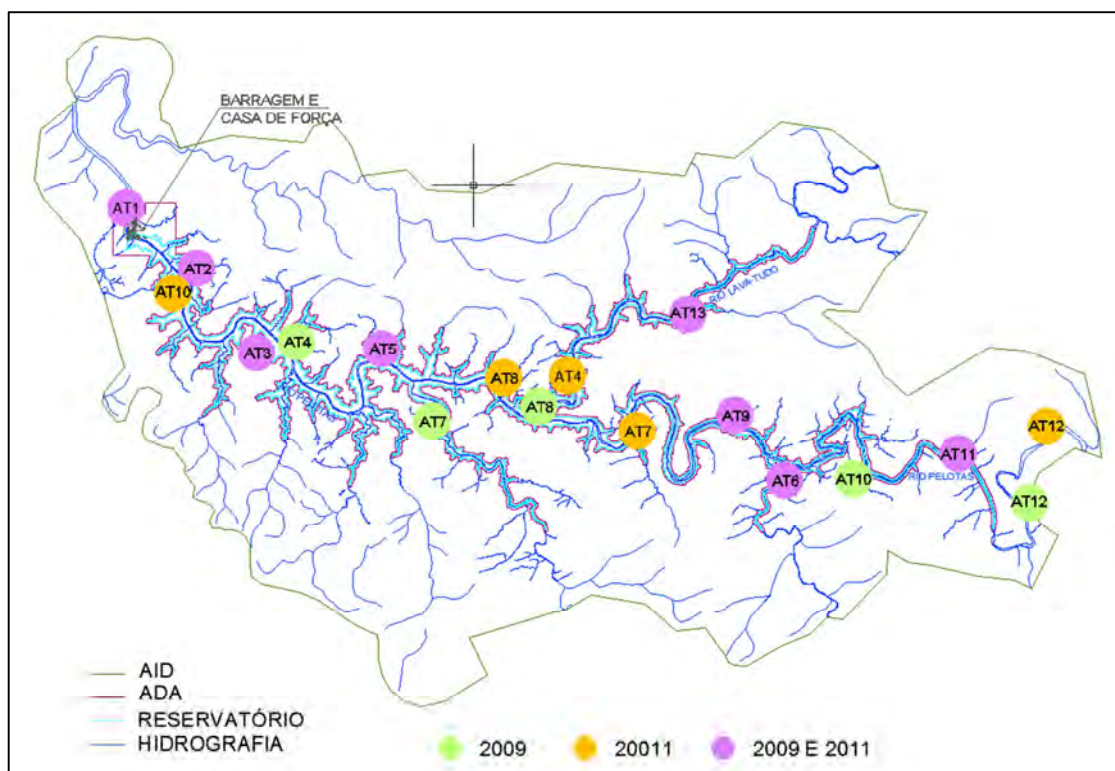 BARRAGEM E
CASA DE FORÇA
AT1
AT2
AT10
AT3
AT4
AT5
AT13
RIO LAVA-TUDO
AT8
AT4
AT8
AT7
AT7
AT9
AT6
AT10
AT11
RIO PELOTAS
AT12
AT12
AID
ADA
RESERVATÓRIO
HIDROGRAFIA
2009
20011
2009 E 2011